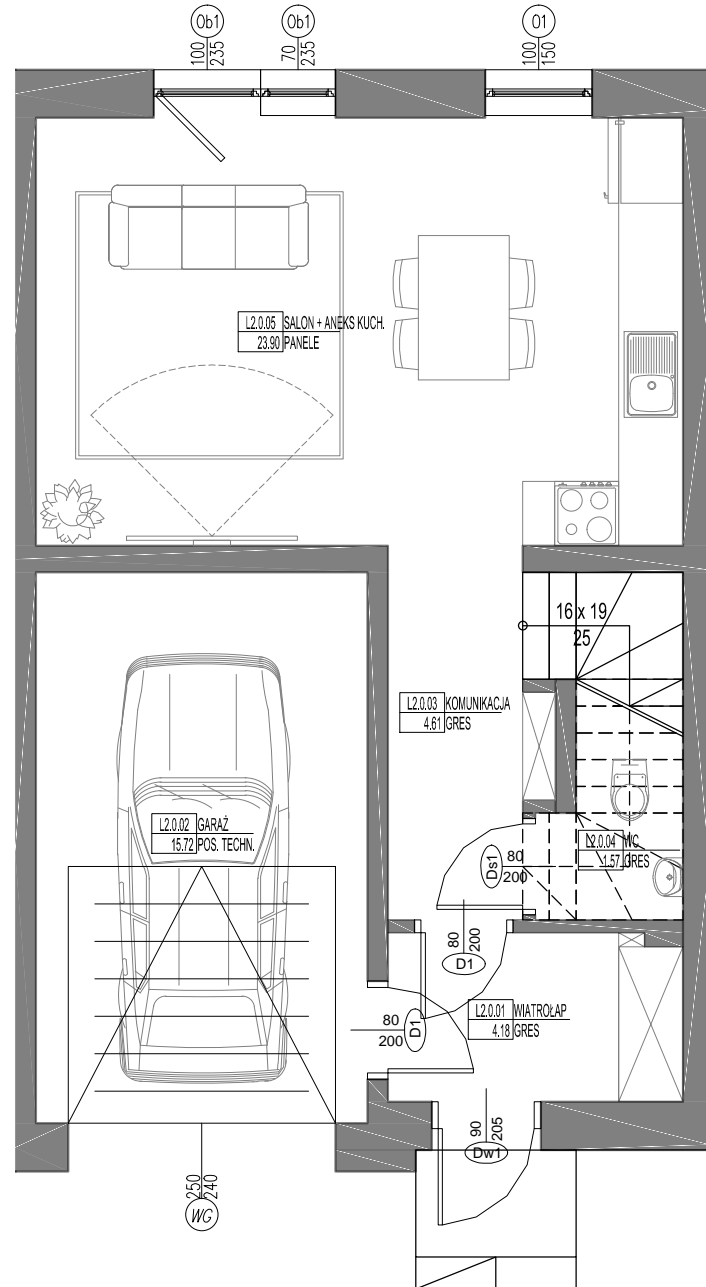 Ob1
100
235
Ob1
70
235
O1
100
150
L2.0.05 SALON + ANEKS KUCH.
23.90 PANELE
16 x 19
25
L2.0.03 KOMUNIKACJA
4.61 GRES
L2.0.02 GARAŻ
15.72 POS. TECHN.
L2.0.04 WC
1.57 GRES
Ds1
80
200
80
200
D1
L2.0.01 WIATROŁAP
4.18 GRES
80
200
D1
90
205
Dw1
250
240
WG